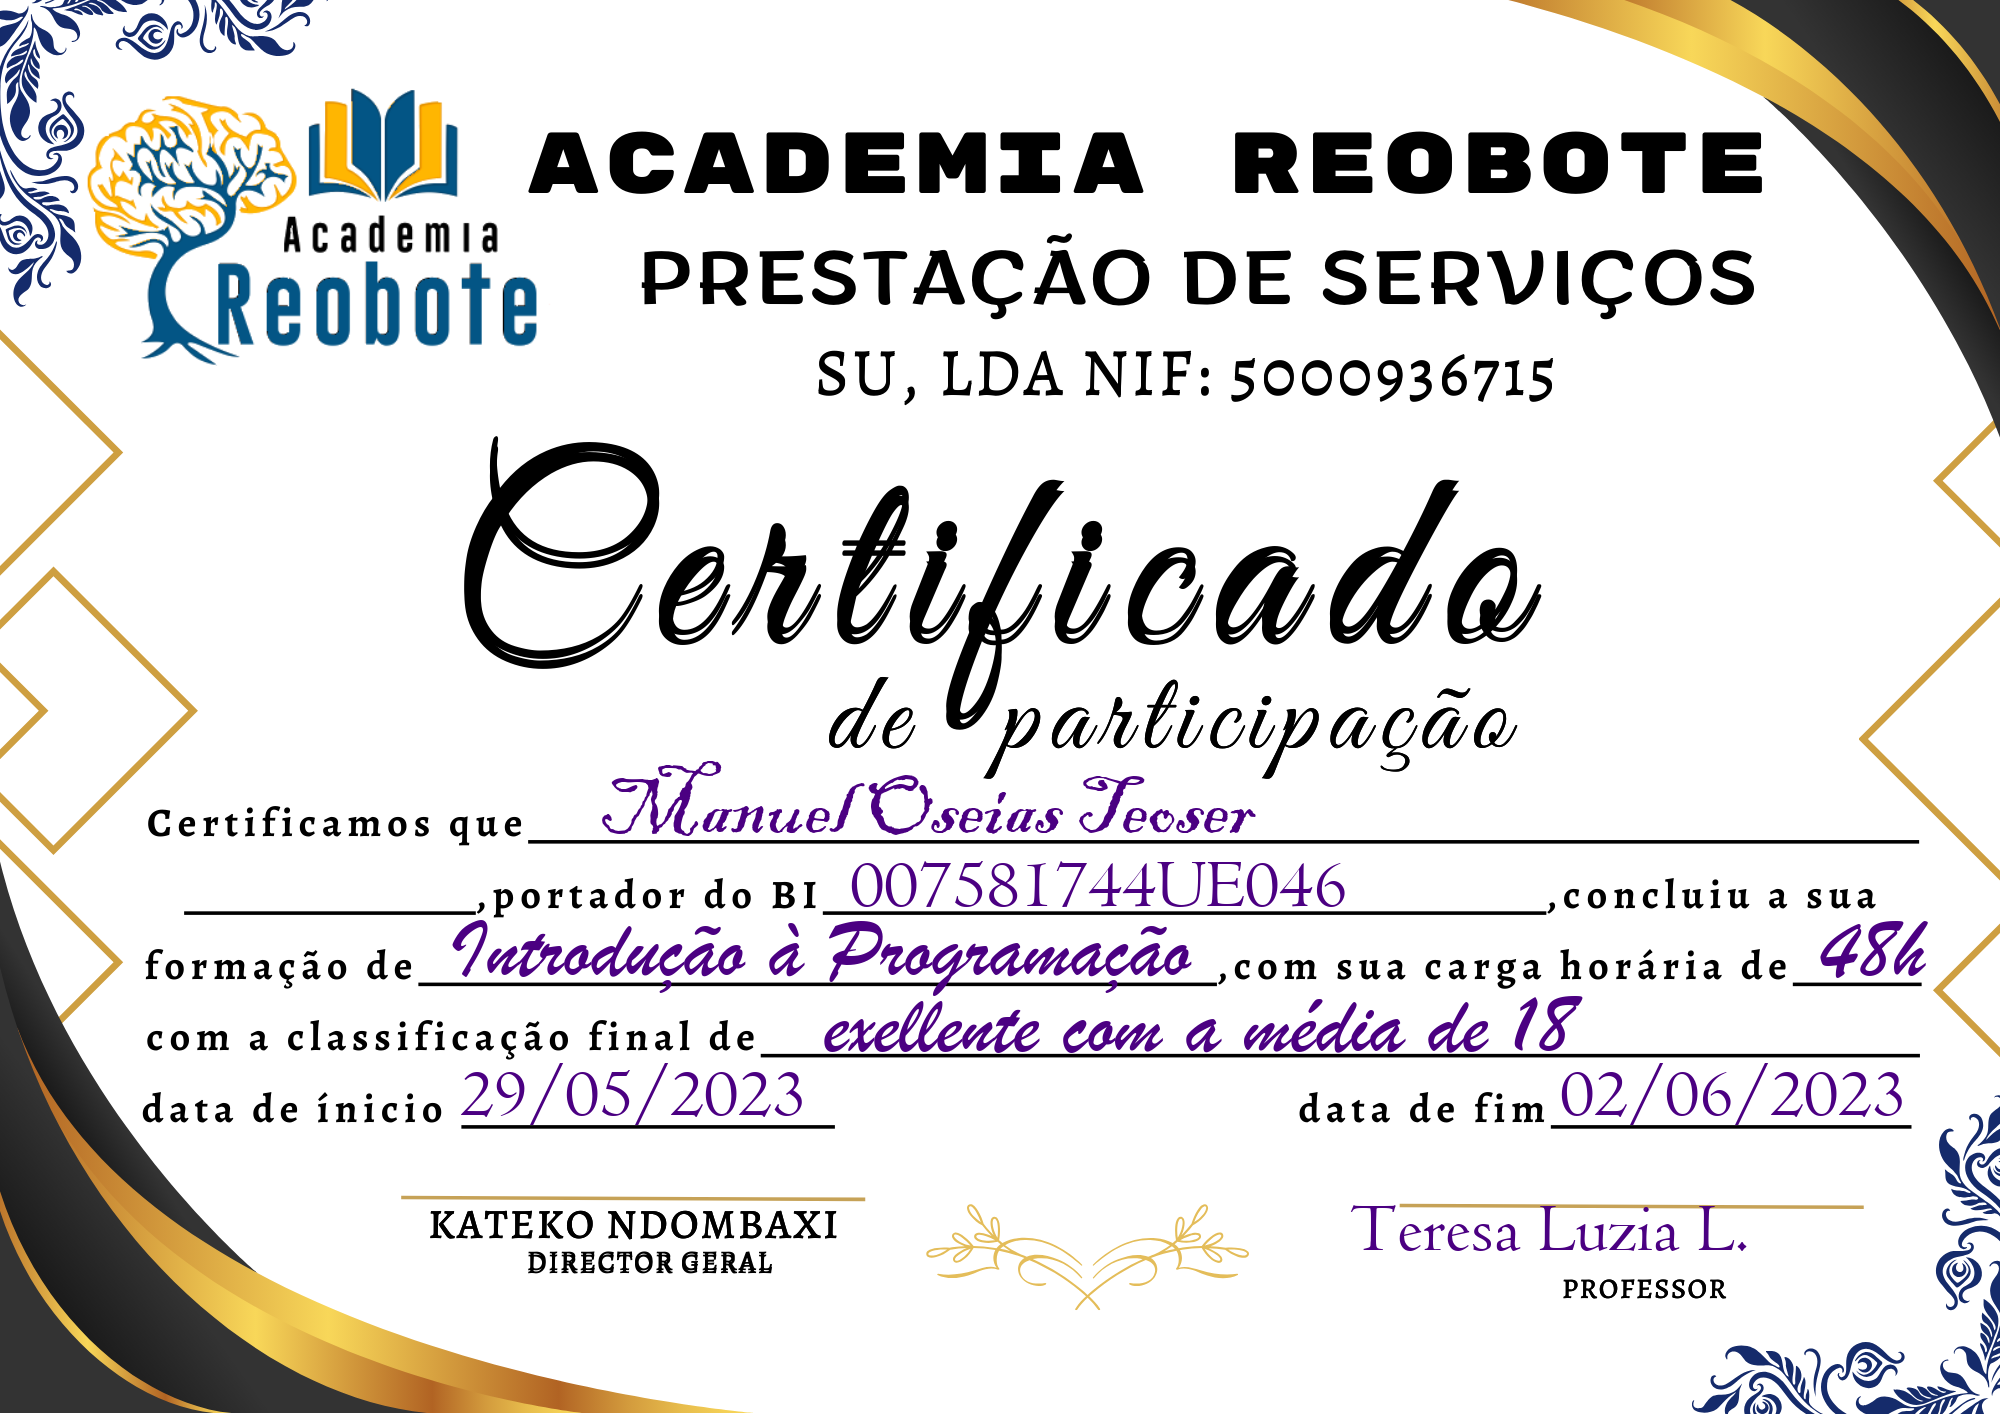 Academia
Reobote
ACADEMIA REOBOTE
PRESTAÇÃO DE SERVIÇOS
SU, LDA NIF: 5000936715
Certificado
de participação
Certificamos que Manuel Oseias Teoser
,portador do BI 007581744UE046 ,concluiu a sua
formação de Introdução à Programação ,com sua carga horária de 48h
com a classificação final de exellente com a média de 18
data de ínicio 29/05/2023 data de fim 02/06/2023
KATEKO NDOMBAXI
DIRECTOR GERAL
Teresa Luzia L.
PROFESSOR